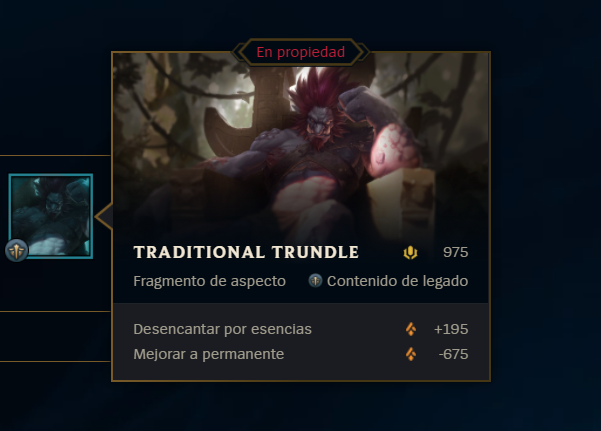 En propiedad
TRADITIONAL TRUNDLE 975
Fragmento de aspecto Contenido de legado
Desencantar por esencias +195
Mejorar a permanente -675